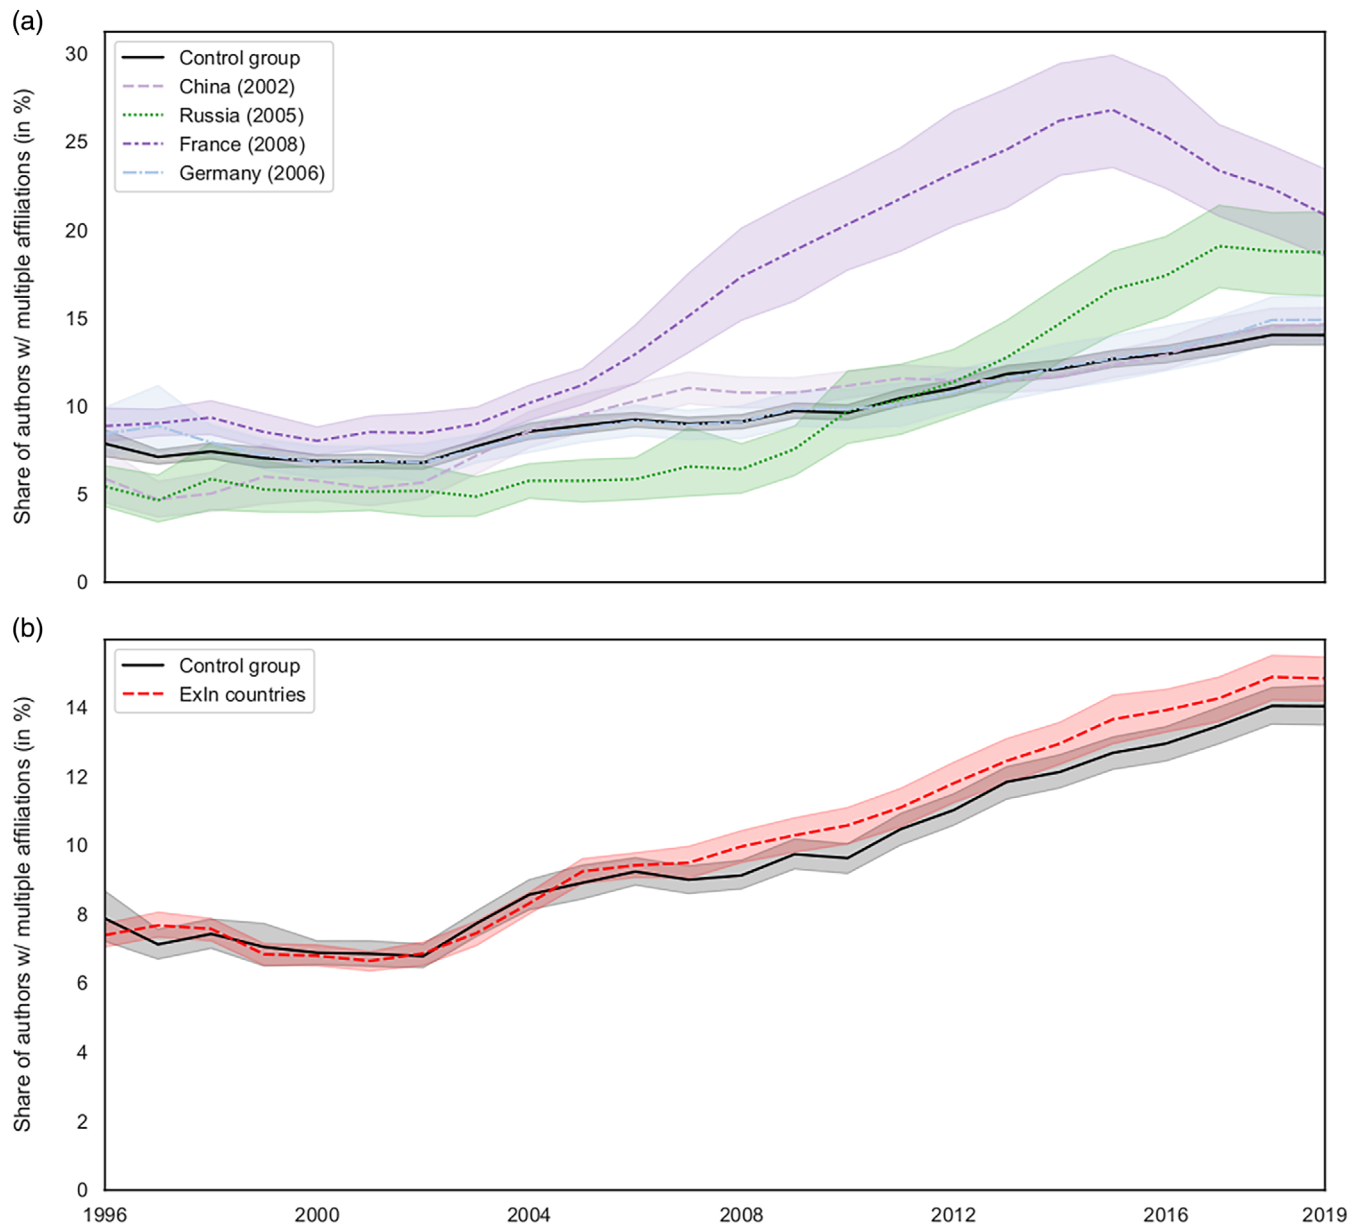 (a)
Share of authors w/ multiple affiliations (in %)
30
25
20
15
10
5
0
Control group
China (2002)
Russia (2005)
France (2008)
Germany (2006)
(b)
Share of authors w/ multiple affiliations (in %)
14
12
10
8
6
4
2
0
Control group
ExIn countries
1996 2000 2004 2008 2012 2016 2019